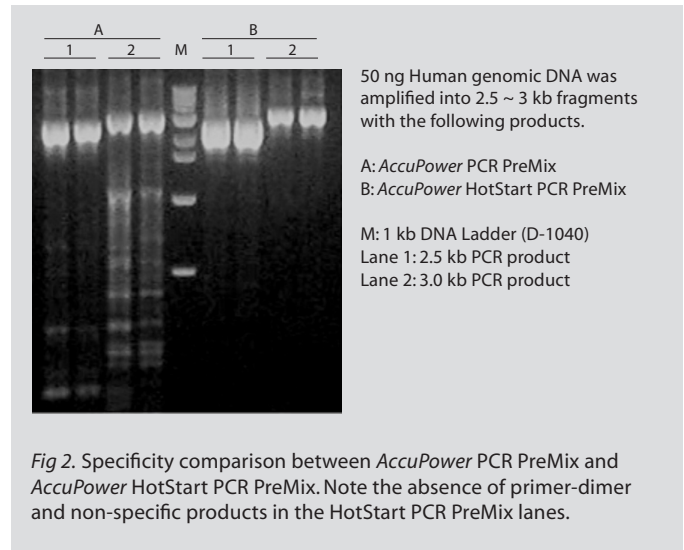 A B
1 2 M 1 2
50 ng Human genomic DNA was
amplified into 2.5 ~ 3 kb fragments
with the following products.
A: AccuPower PCR PreMix
B: AccuPower HotStart PCR PreMix
M: 1 kb DNA Ladder (D-1040)
Lane 1: 2.5 kb PCR product
Lane 2: 3.0 kb PCR product
Fig 2. Specificity comparison between AccuPower PCR PreMix and
AccuPower HotStart PCR PreMix. Note the absence of primer-dimer
and non-specific products in the HotStart PCR PreMix lanes.